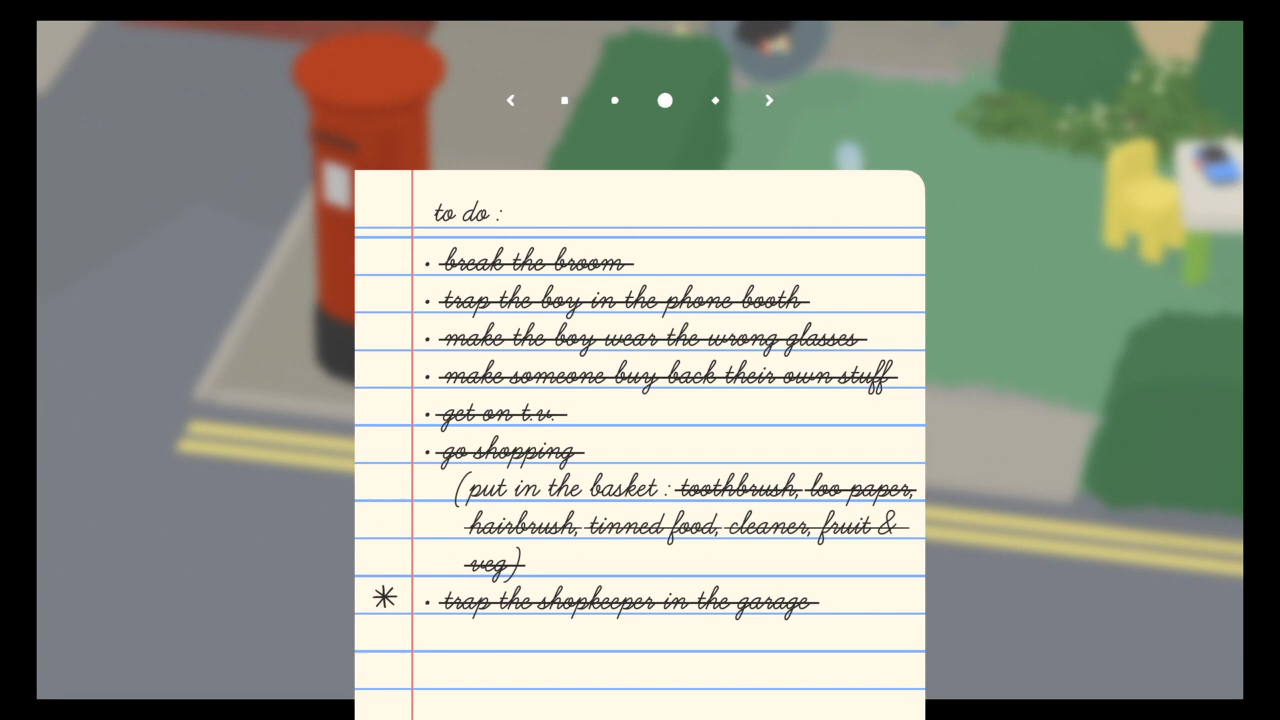 to do :
• break the broom
• trap the boy in the phone booth
• make the boy wear the wrong glasses
• make someone buy back their own stuff
• get on t.v.
• go shopping
(put in the basket : toothbrush, loo paper,
hairbrush, tinned food, cleaner, fruit &
veg)
• trap the shopkeeper in the garage